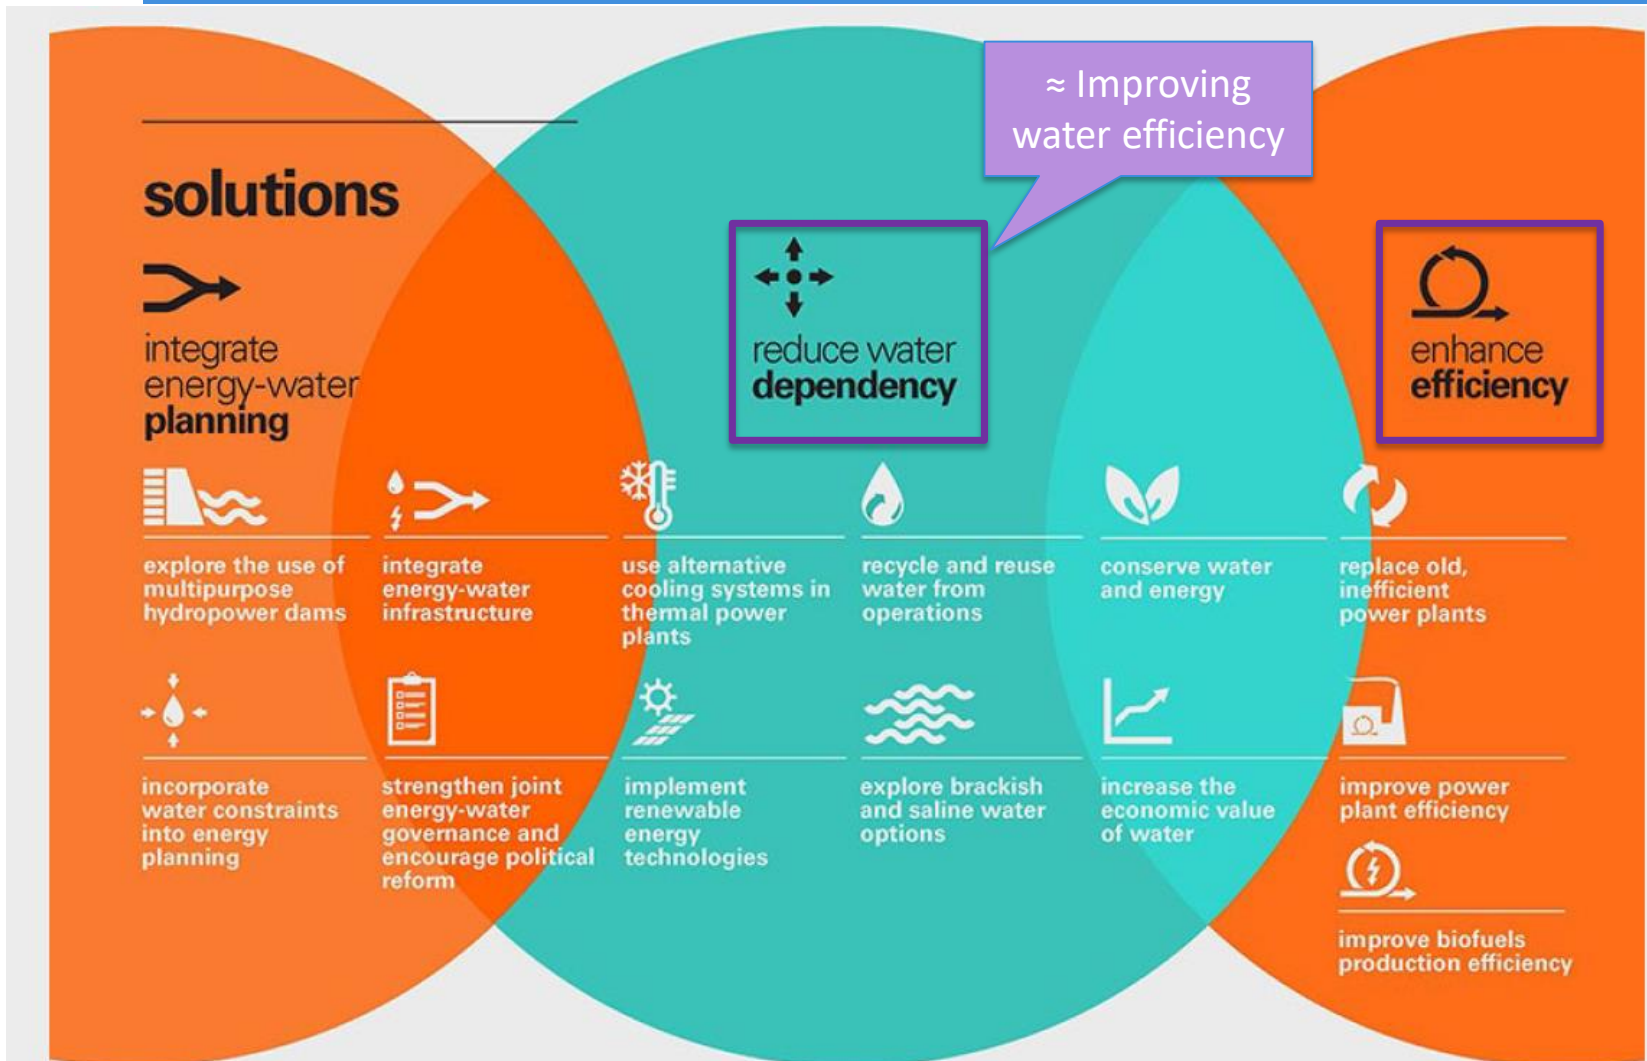 ≈ Improving
water efficiency
solutions
integrate
energy-water
planning
reduce water
dependency
enhance
efficiency
explore the use of
multipurpose
hydropower dams
integrate
energy-water
infrastructure
use alternative
cooling systems in
thermal power
plants
recycle and reuse
water from
operations
conserve water
and energy
replace old,
inefficient
power plants
incorporate
water constraints
into energy
planning
strengthen joint
energy-water
governance and
encourage political
reform
implement
renewable
energy
technologies
explore brackish
and saline water
options
increase the
economic value
of water
improve power
plant efficiency
improve biofuels
production efficiency